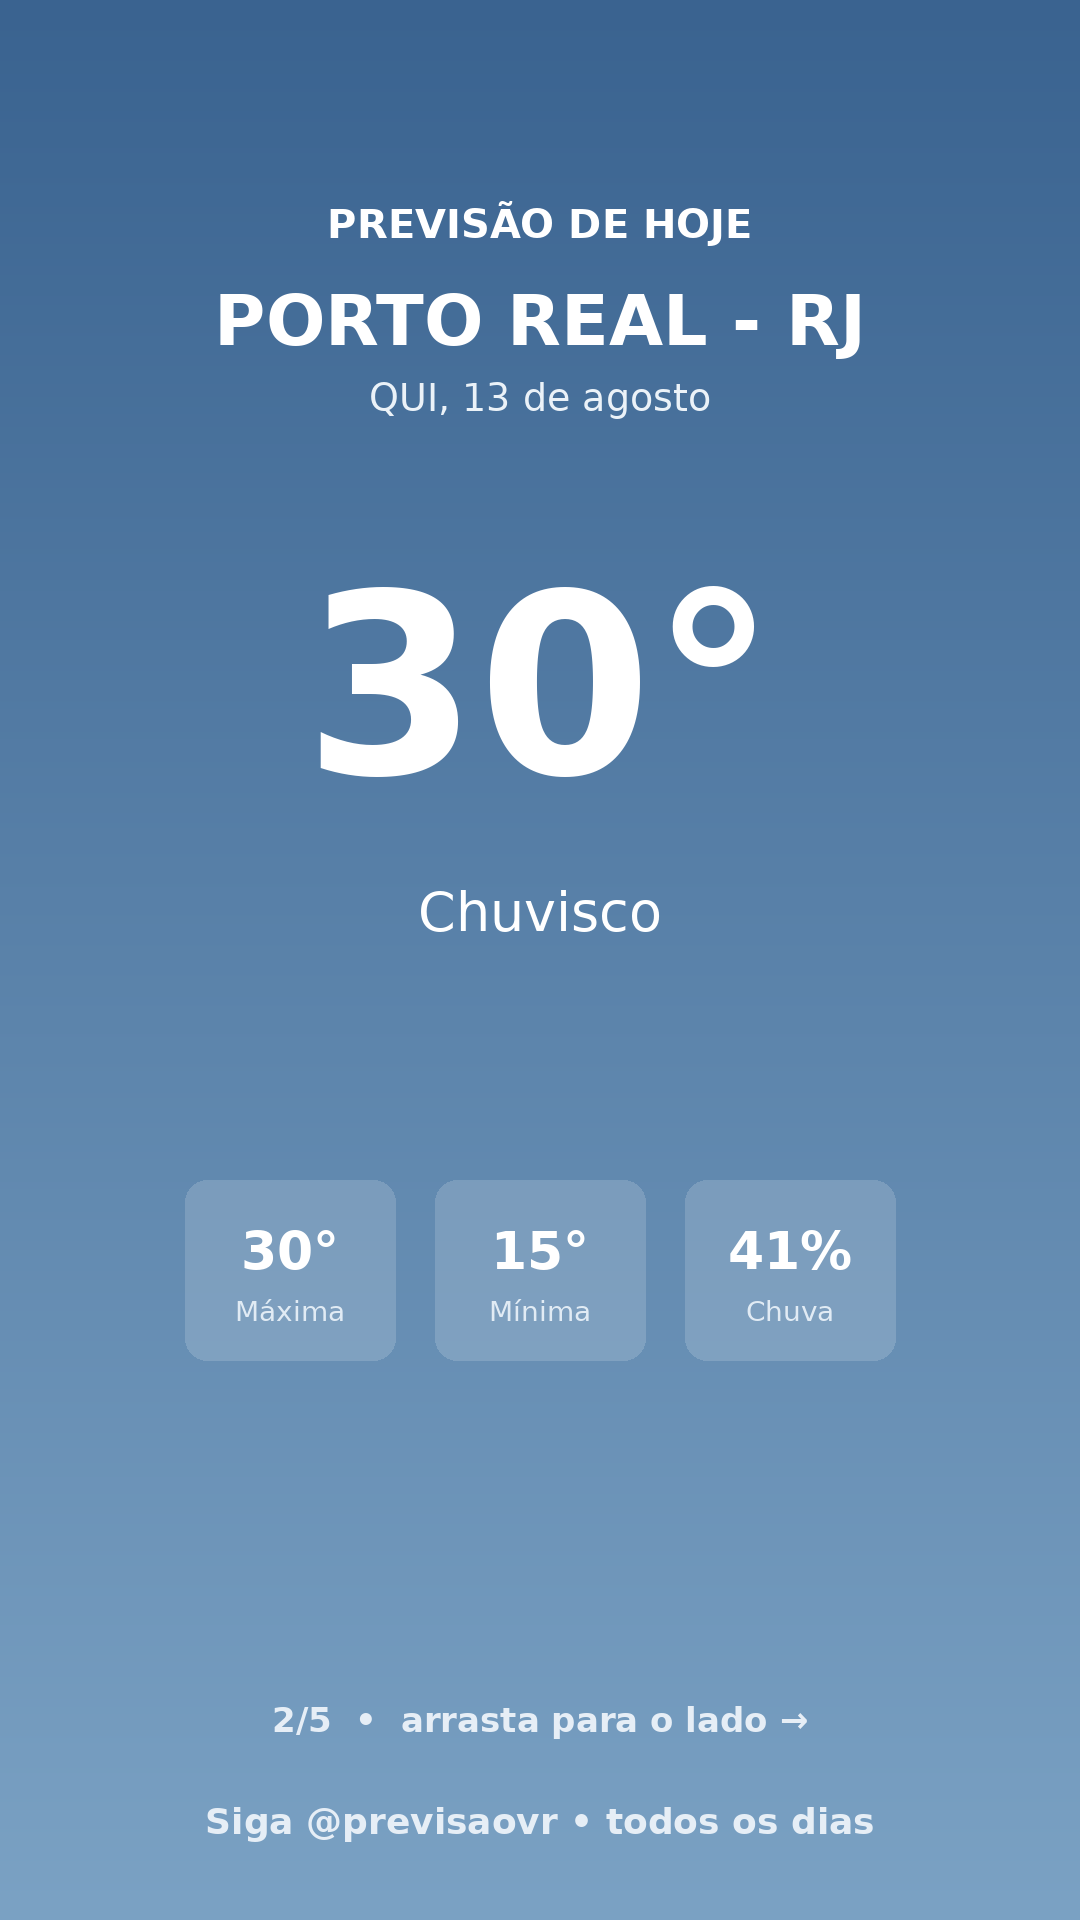 PREVISÃO DE HOJE
PORTO REAL - RJ
QUI, 13 de agosto
30°
Chuvisco
30° 15° 41%
Máxima Mínima Chuva
2/5 • arrasta para o lado →
Siga @previsaovr • todos os dias